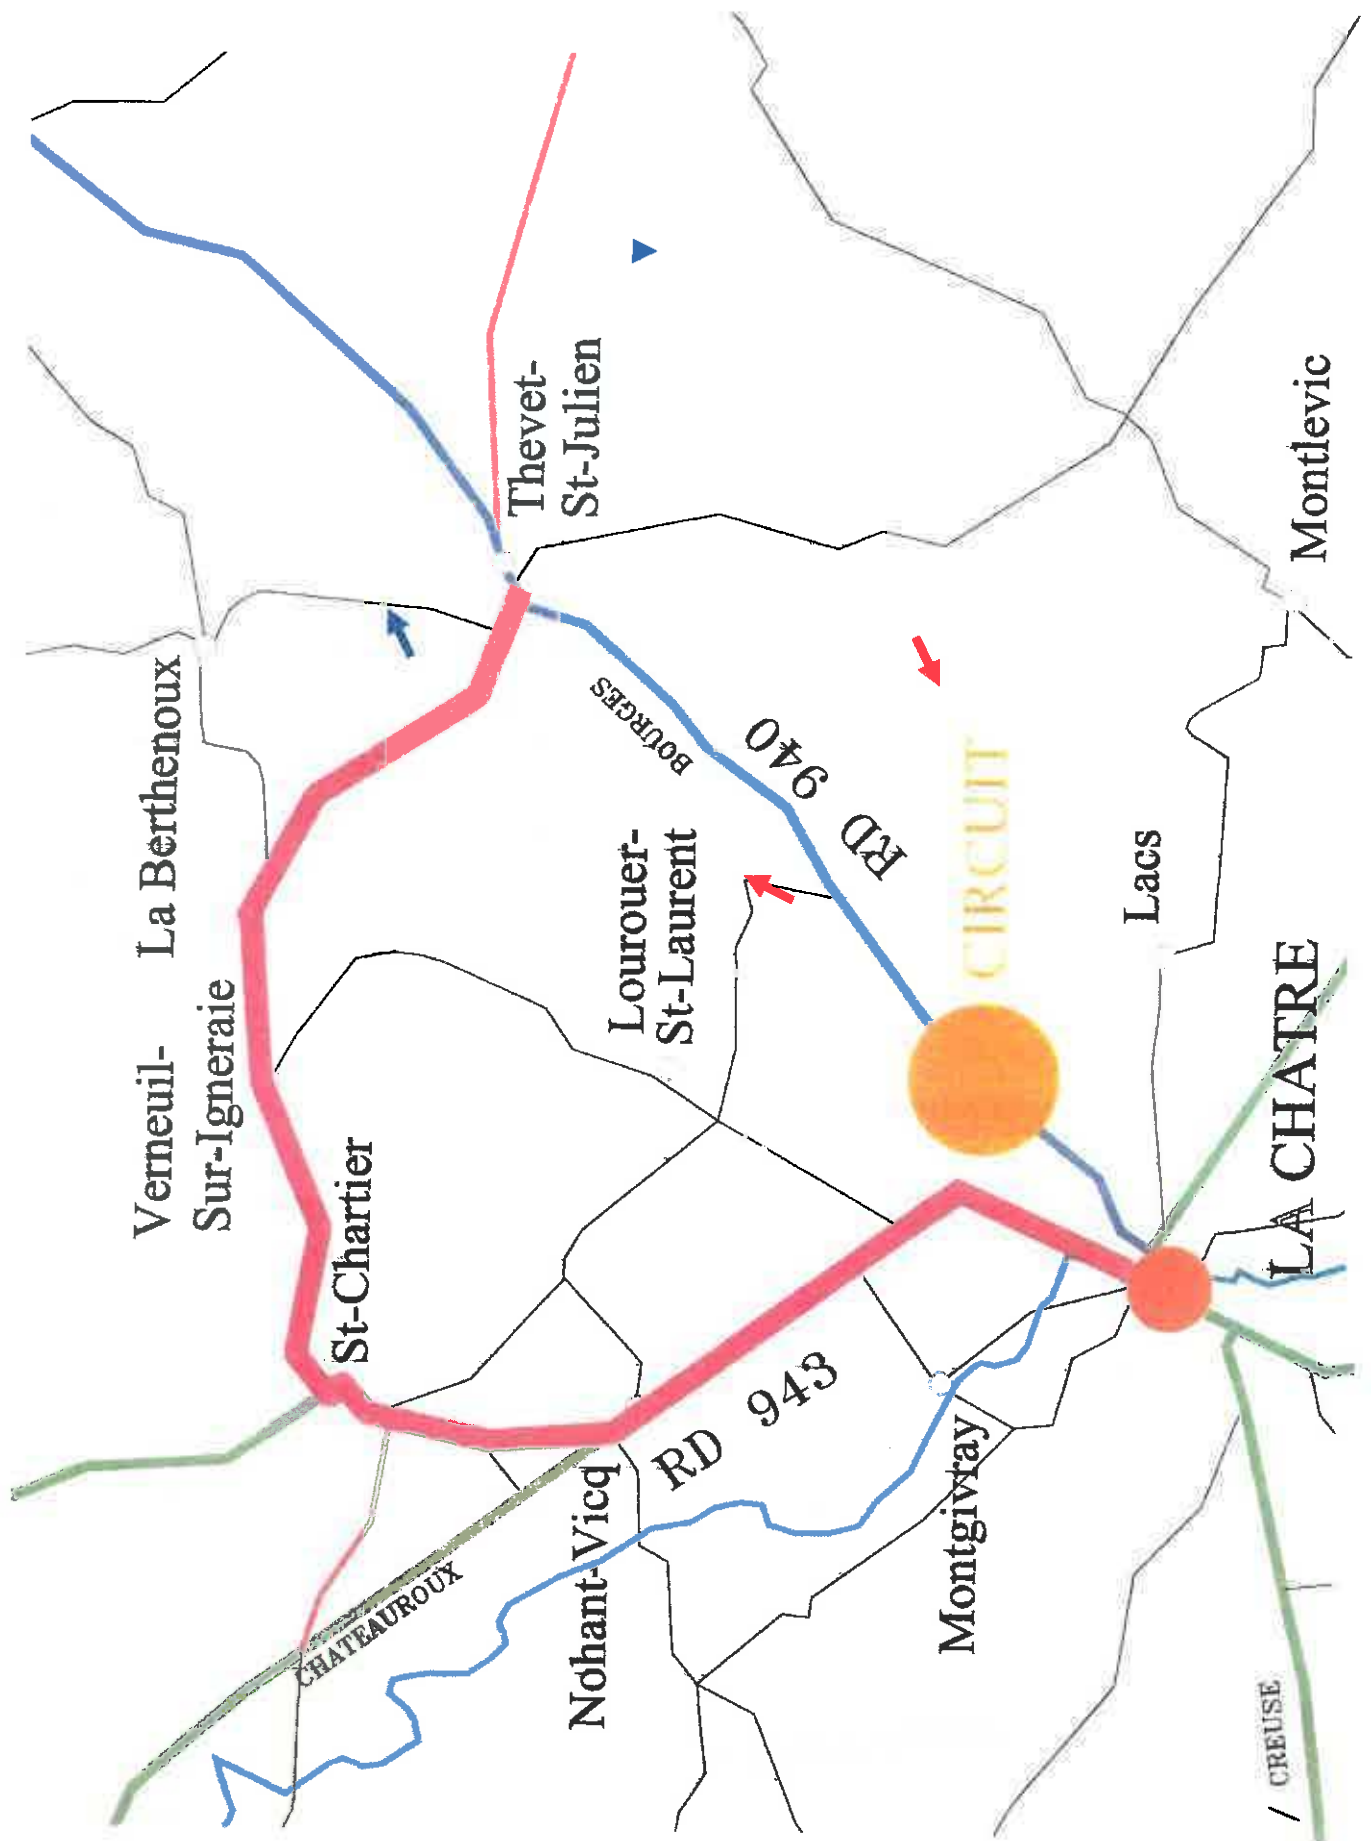 CHATEAUROUX
Verneuil-
Sur-Igneraie
La Berthenoux
St-Chartier
Thevet-
St-Julien
Nohant-Vicq
RD 943
Lourouer-
St-Laurent
BOURGES
RD 940
Montgivray
CIRCUIT
Lacs
CREUSE
LA CHATRE
Montlevic